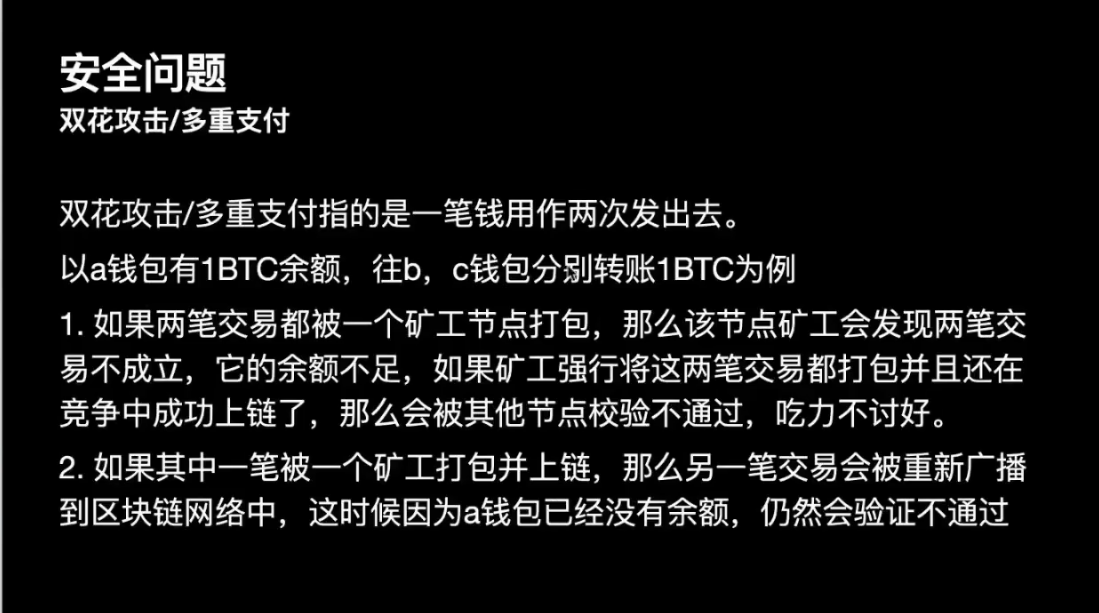 安全问题
双花攻击/多重支付
双花攻击/多重支付指的是一笔钱用作两次发出去。
以a钱包有1BTC余额，往b，c钱包分别转账1BTC为例
1. 如果两笔交易都被一个矿工节点打包，那么该节点矿工会发现两笔交
易不成立，它的余额不足，如果矿工强行将这两笔交易都打包并且还在
竞争中成功上链了，那么会被其他节点校验不通过，吃力不讨好。
2. 如果其中一笔被一个矿工打包并上链，那么另一笔交易会被重新广播
到区块链网络中，这时候因为a钱包已经没有余额，仍然会验证不通过